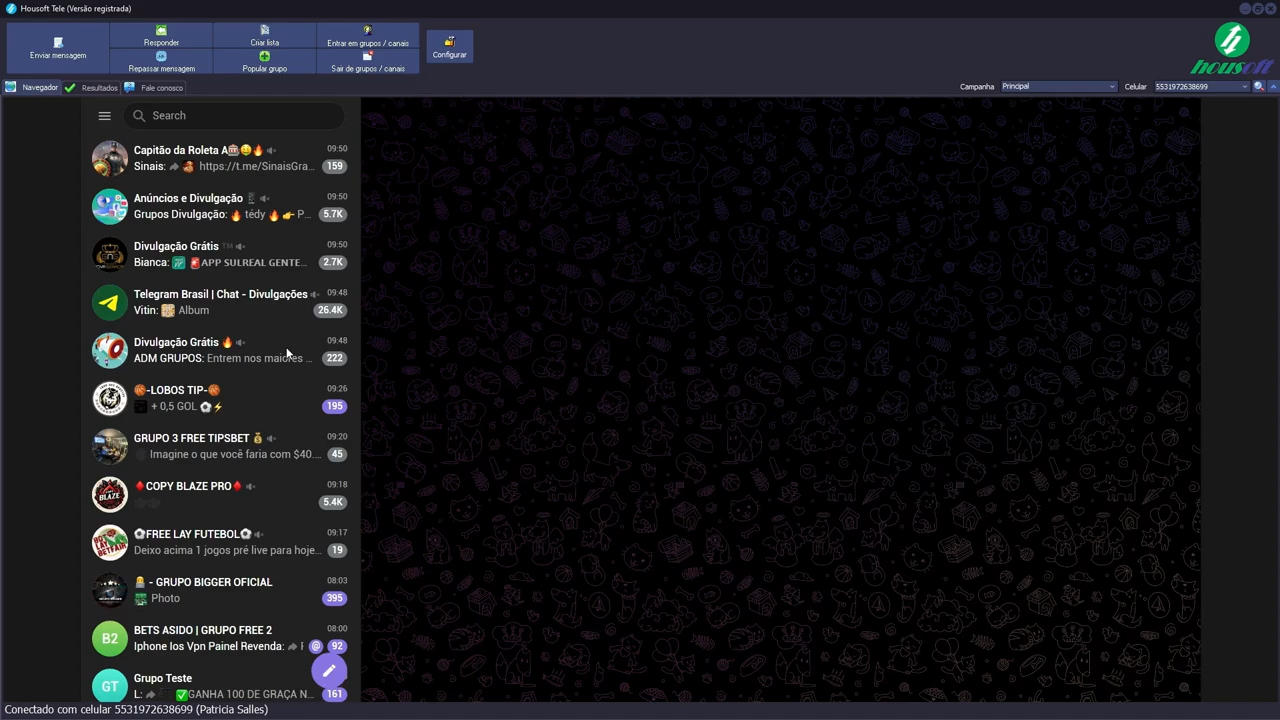 Housoft Tele (Versão registrada)
Enviar mensagem
Responder
Repassar mensagem
Criar lista
Popular grupo
Entrar em grupos / canais
Sair de grupos / canais
Configurar
housoft
Navegador
Resultados
Fale conosco
Campanha
Principal
Celular
5531972638699
Search
Capitão da Roleta A🎰🤑🔥
09:50
Sinais: https://t.me/SinaisGra...
159
Anúncios e Divulgação
09:50
Grupos Divulgação: 🔥 tédy 🔥 👉 P...
5.7K
Divulgação Grátis ™
09:50
Bianca: 🚨APP SULREAL GENTE...
2.7K
Telegram Brasil | Chat - Divulgações
09:48
Vitin: Album
26.4K
Divulgação Grátis 🔥
09:48
ADM GRUPOS: Entrem nos maiores ...
222
🏀-LOBOS TIP-🏀
09:26
+ 0,5 GOL ⚽⚡
195
GRUPO 3 FREE TIPSBET 💰
09:20
Imagine o que você faria com $40....
45
♦COPY BLAZE PRO♦
09:18
5.4K
⚽FREE LAY FUTEBOL⚽
09:17
Deixo acima 1 jogos pré live para hoje...
19
- GRUPO BIGGER OFICIAL
08:03
Photo
395
B2
BETS ASIDO | GRUPO FREE 2
08:00
Iphone Ios Vpn Painel Revenda:
@ 92
GT
Grupo Teste
L: ✅GANHA 100 DE GRAÇA N...
161
Conectado com celular 5531972638699 (Patricia Salles)